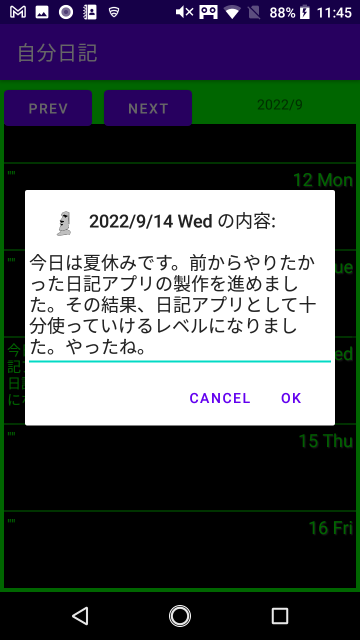 88% 11:45
自分日記
PREV NEXT 2022/9
12 Mon
2022/9/14 Wed の内容:
今日は夏休みです。前からやりたか
った日記アプリの製作を進めまし
た。その結果、日記アプリとして十
分使っていけるレベルになりまし
た。やったね。
CANCEL OK
15 Thu
16 Fri